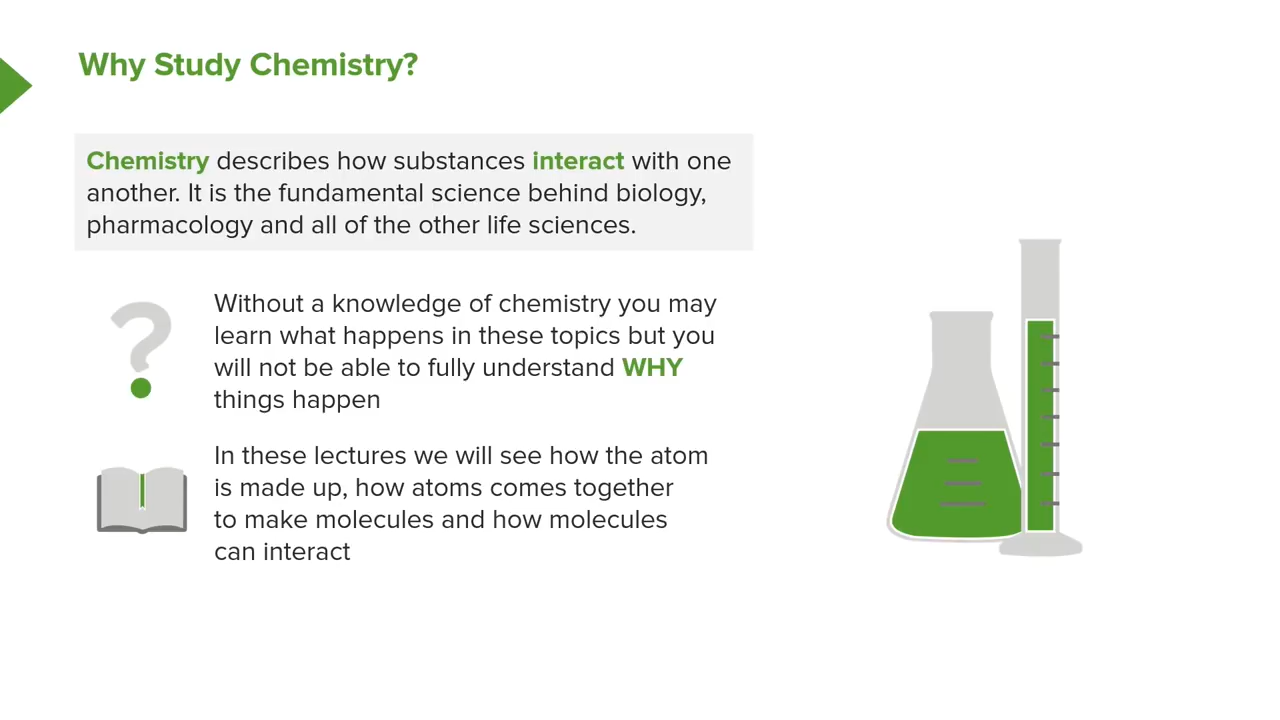 Why Study Chemistry?
Chemistry describes how substances interact with one
another. It is the fundamental science behind biology,
pharmacology and all of the other life sciences.
Without a knowledge of chemistry you may
learn what happens in these topics but you
will not be able to fully understand WHY
things happen
In these lectures we will see how the atom
is made up, how atoms comes together
to make molecules and how molecules
can interact